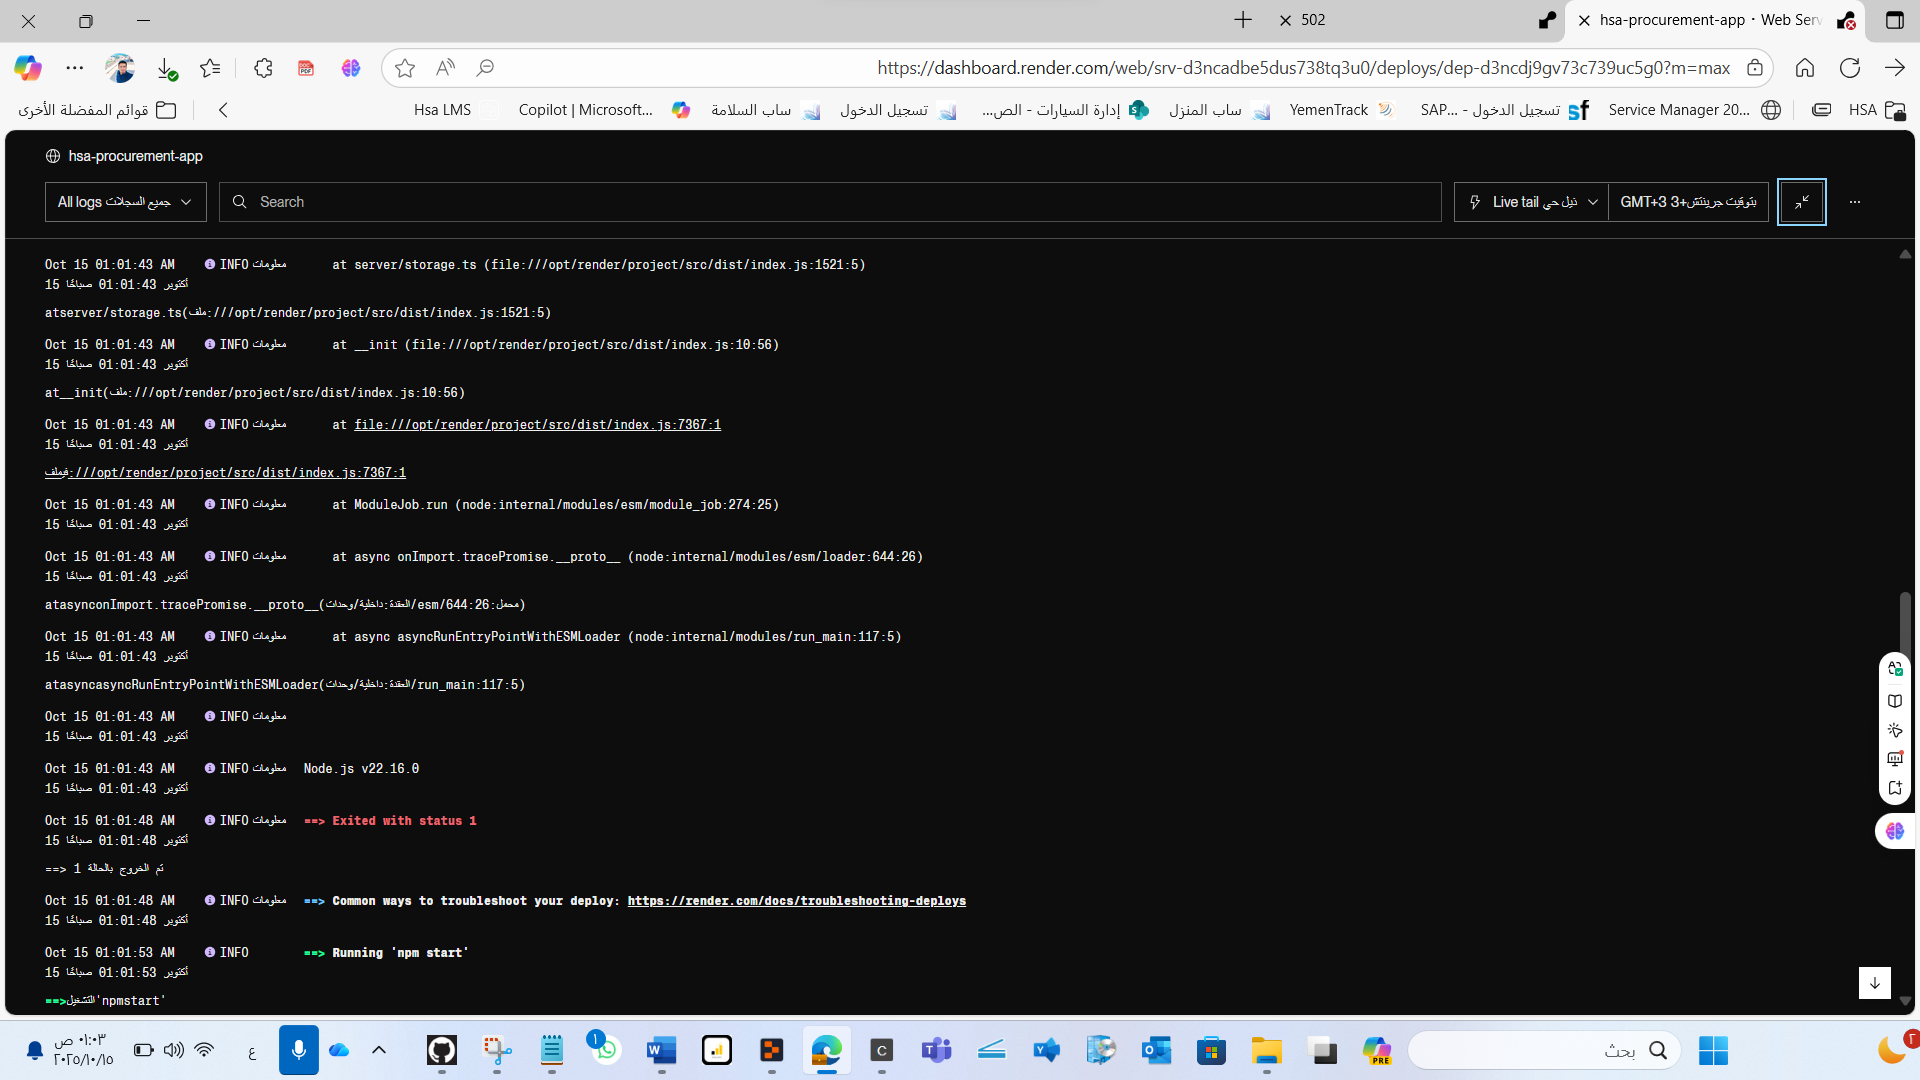 502
hsa-procurement-app · Web Serv
https://dashboard.render.com/web/srv-d3ncadbe5dus738tq3u0/deploys/dep-d3ncdj9gv73c739uc5g0?m=max
HSA
Service Manager 20...
تسجيل الدخول - SAP...
YemenTrack
ساب المنزل
إدارة السيارات - الص...
تسجيل الدخول
ساب السلامة
Copilot | Microsoft...
Hsa LMS
قوائم المفضلة الأخرى
hsa-procurement-app
All logs جميع السجلات
Search
Live tail ذيل حي
GMT+3 بتوقيت جرينتش+3
Oct 15 01:01:43 AM INFO معلومات at server/storage.ts (file:///opt/render/project/src/dist/index.js:1521:5)
15 أكتوبر 01:01:43 صباحًا
atserver/storage.ts(ملف:///opt/render/project/src/dist/index.js:1521:5)
Oct 15 01:01:43 AM INFO معلومات at __init (file:///opt/render/project/src/dist/index.js:10:56)
15 أكتوبر 01:01:43 صباحًا
at__init(ملف:///opt/render/project/src/dist/index.js:10:56)
Oct 15 01:01:43 AM INFO معلومات at file:///opt/render/project/src/dist/index.js:7367:1
15 أكتوبر 01:01:43 صباحًا
فيملف:///opt/render/project/src/dist/index.js:7367:1
Oct 15 01:01:43 AM INFO معلومات at ModuleJob.run (node:internal/modules/esm/module_job:274:25)
15 أكتوبر 01:01:43 صباحًا
Oct 15 01:01:43 AM INFO معلومات at async onImport.tracePromise.__proto__ (node:internal/modules/esm/loader:644:26)
15 أكتوبر 01:01:43 صباحًا
atasynconImport.tracePromise.__proto__(العقدة:داخلية/وحدات/esm/محمل:644:26)
Oct 15 01:01:43 AM INFO معلومات at async asyncRunEntryPointWithESMLoader (node:internal/modules/run_main:117:5)
15 أكتوبر 01:01:43 صباحًا
atasyncasyncRunEntryPointWithESMLoader(العقدة:داخلية/وحدات/run_main:117:5)
Oct 15 01:01:43 AM INFO معلومات
15 أكتوبر 01:01:43 صباحًا
Oct 15 01:01:43 AM INFO معلومات Node.js v22.16.0
15 أكتوبر 01:01:43 صباحًا
Oct 15 01:01:48 AM INFO معلومات ==> Exited with status 1
15 أكتوبر 01:01:48 صباحًا
==> تم الخروج بالحالة 1
Oct 15 01:01:48 AM INFO معلومات ==> Common ways to troubleshoot your deploy: https://render.com/docs/troubleshooting-deploys
15 أكتوبر 01:01:48 صباحًا
Oct 15 01:01:53 AM INFO ==> Running 'npm start'
15 أكتوبر 01:01:53 صباحًا
==>التشغيل'npmstart'
٠١:٠٣ ص
٢٠٢٥/١٠/١٥
ع
١
PRE
بحث
٢